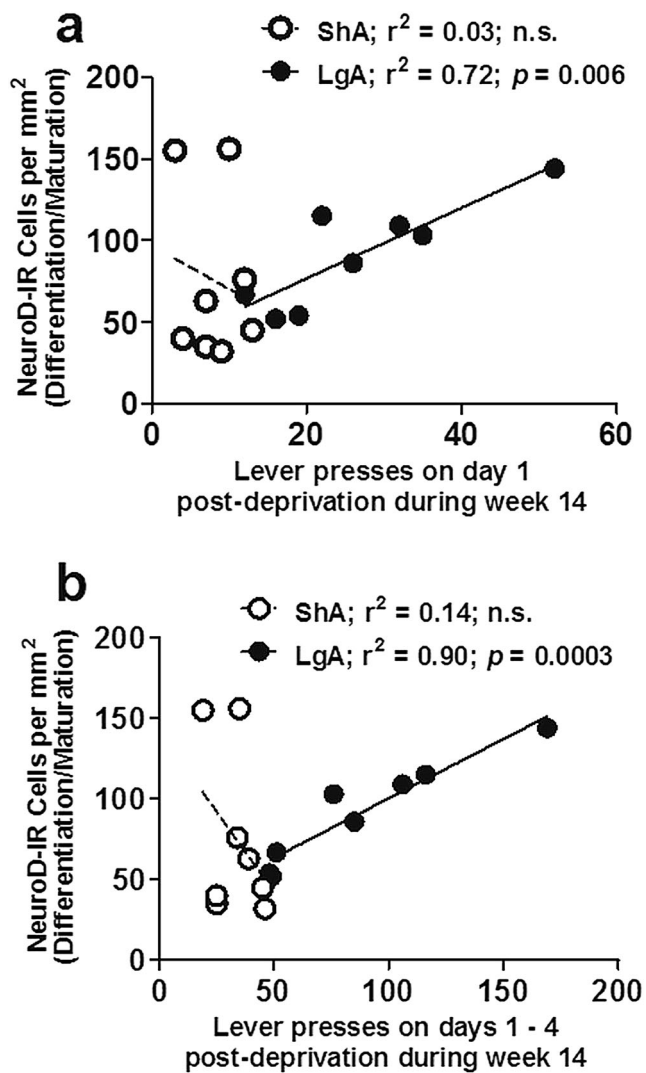 a
ShA; r² = 0.03; n.s.
LgA; r² = 0.72; p = 0.006
NeuroD-IR Cells per mm²
(Differentiation/Maturation)
200
150
100
50
0
0 20 40 60
Lever presses on day 1
post-deprivation during week 14
b
ShA; r² = 0.14; n.s.
LgA; r² = 0.90; p = 0.0003
NeuroD-IR Cells per mm²
(Differentiation/Maturation)
200
150
100
50
0
0 50 100 150 200
Lever presses on days 1 - 4
post-deprivation during week 14